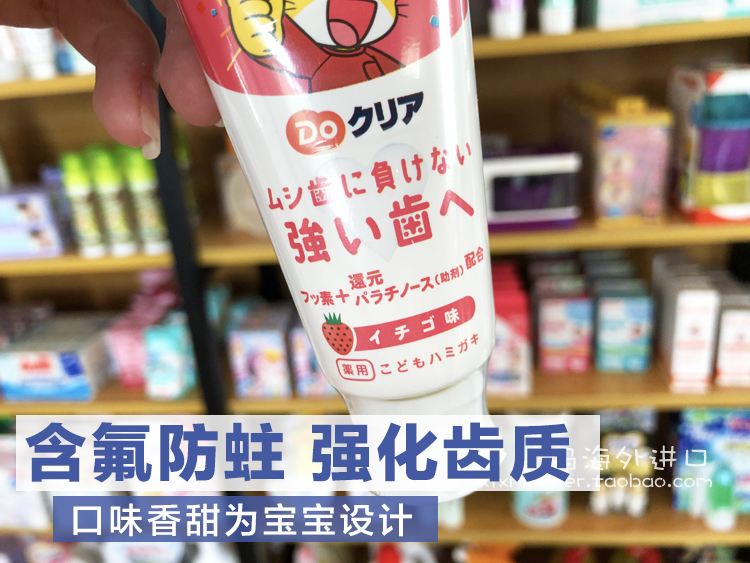 Do クリア
ムシ歯に負けない
強い歯へ
フッ素+還元パラチノース(助剤)配合
イチゴ味
薬用 こどもハミガキ
含氟防蛀 强化齿质
海外进口
.taobao.com
口味香甜为宝宝设计